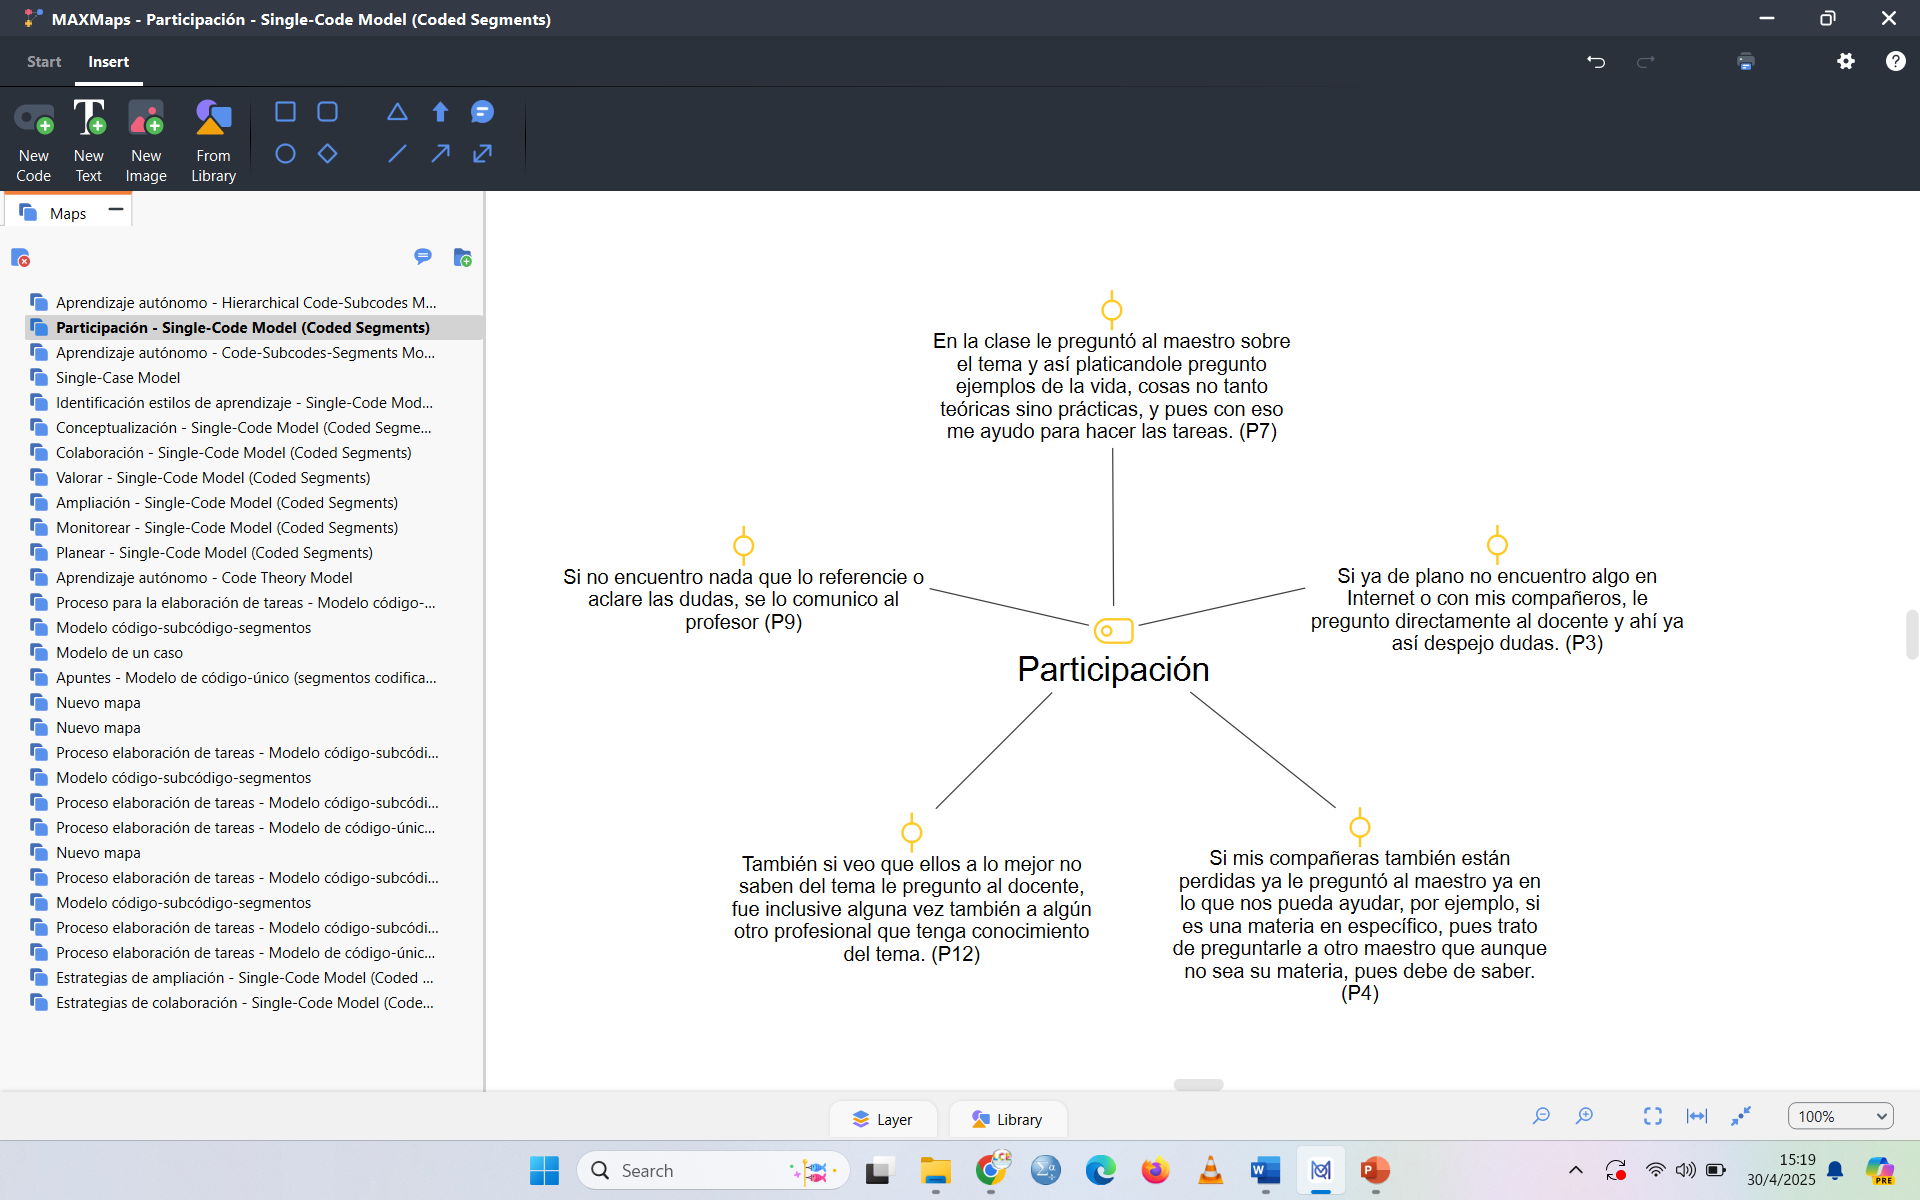 MAXMaps - Participación - Single-Code Model (Coded Segments)
Start
Insert
New
Code
New
Text
New
Image
From
Library
Maps
Aprendizaje autónomo - Hierarchical Code-Subcodes M...
Participación - Single-Code Model (Coded Segments)
Aprendizaje autónomo - Code-Subcodes-Segments Mo...
Single-Case Model
Identificación estilos de aprendizaje - Single-Code Mod...
Conceptualización - Single-Code Model (Coded Segme...
Colaboración - Single-Code Model (Coded Segments)
Valorar - Single-Code Model (Coded Segments)
Ampliación - Single-Code Model (Coded Segments)
Monitorear - Single-Code Model (Coded Segments)
Planear - Single-Code Model (Coded Segments)
Aprendizaje autónomo - Code Theory Model
Proceso para la elaboración de tareas - Modelo código-...
Modelo código-subcódigo-segmentos
Modelo de un caso
Apuntes - Modelo de código-único (segmentos codifica...
Nuevo mapa
Nuevo mapa
Proceso elaboración de tareas - Modelo código-subcódi...
Modelo código-subcódigo-segmentos
Proceso elaboración de tareas - Modelo código-subcódi...
Proceso elaboración de tareas - Modelo de código-únic...
Nuevo mapa
Proceso elaboración de tareas - Modelo código-subcódi...
Modelo código-subcódigo-segmentos
Proceso elaboración de tareas - Modelo código-subcódi...
Proceso elaboración de tareas - Modelo de código-únic...
Estrategias de ampliación - Single-Code Model (Coded ...
Estrategias de colaboración - Single-Code Model (Code...
En la clase le preguntó al maestro sobre
el tema y así platicandole pregunto
ejemplos de la vida, cosas no tanto
teóricas sino prácticas, y pues con eso
me ayudo para hacer las tareas. (P7)
Si no encuentro nada que lo referencie o
aclare las dudas, se lo comunico al
profesor (P9)
Si ya de plano no encuentro algo en
Internet o con mis compañeros, le
pregunto directamente al docente y ahí ya
así despejo dudas. (P3)
Participación
También si veo que ellos a lo mejor no
saben del tema le pregunto al docente,
fue inclusive alguna vez también a algún
otro profesional que tenga conocimiento
del tema. (P12)
Si mis compañeras también están
perdidas ya le preguntó al maestro ya en
lo que nos pueda ayudar, por ejemplo, si
es una materia en específico, pues trato
de preguntarle a otro maestro que aunque
no sea su materia, pues debe de saber.
(P4)
Layer
Library
100%
Search
15:19
30/4/2025
PRE